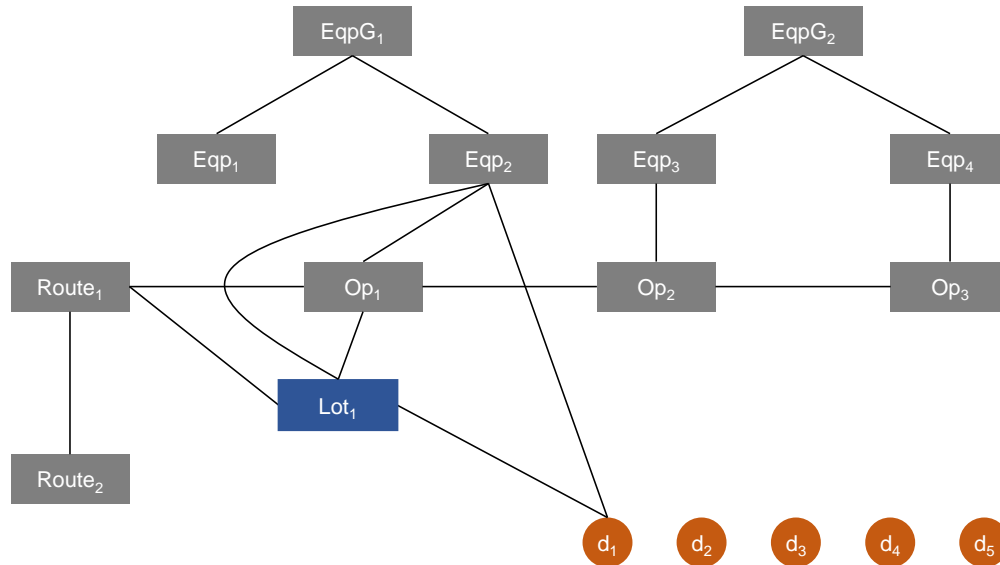 EqpG₁
EqpG₂
Eqp₁
Eqp₂
Eqp₃
Eqp₄
Route₁
Op₁
Op₂
Op₃
Lot₁
Route₂
d₁
d₂
d₃
d₄
d₅